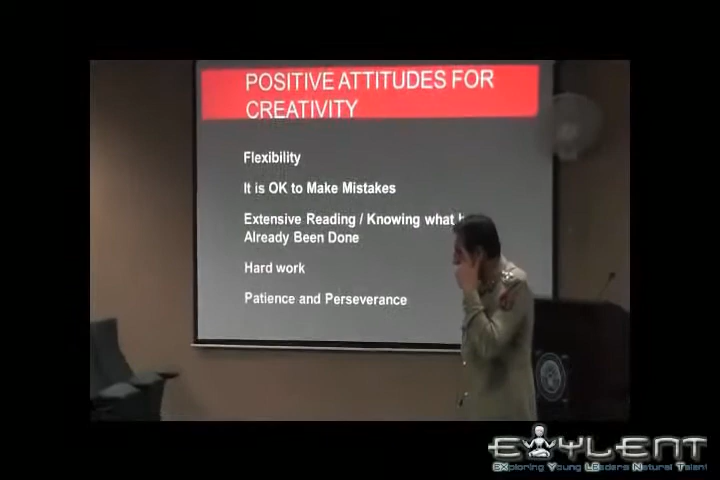 POSITIVE ATTITUDES FOR
CREATIVITY
Flexibility
It is OK to Make Mistakes
Extensive Reading / Knowing what
Already Been Done
Hard work
Patience and Perseverance
EXYLENT
EXploring Young LEaders Natural Talent